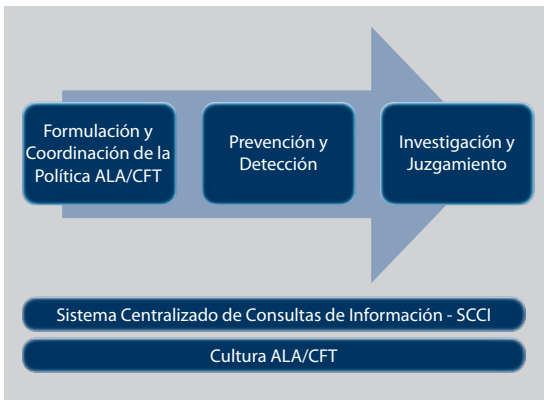 Formulación y
Coordinación de la
Política ALA/CFT
Prevención y
Detección
Investigación y
Juzgamiento
Sistema Centralizado de Consultas de Información - SCCI
Cultura ALA/CFT